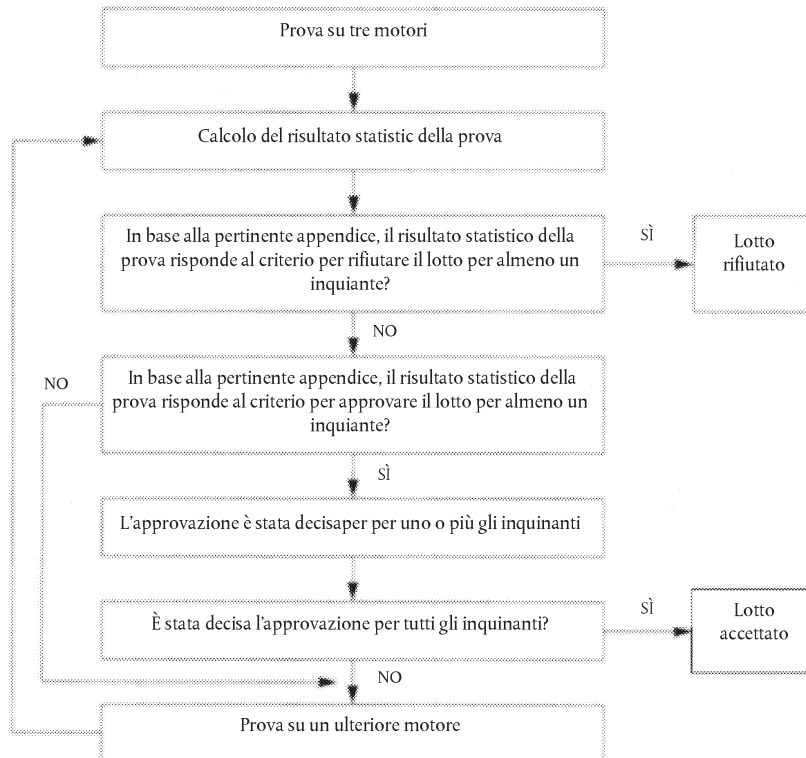 Prova su tre motori
Calcolo del risultato statistic della prova
In base alla pertinente appendice, il risultato statistico della
prova risponde al criterio per rifiutare il lotto per almeno un
inquiante?
SÌ
Lotto
rifiutato
NO
In base alla pertinente appendice, il risultato statistico della
prova risponde al criterio per approvare il lotto per almeno un
inquiante?
NO
SÌ
L'approvazione è stata decisaper per uno o più gli inquinanti
È stata decisa l'approvazione per tutti gli inquinanti?
SÌ
Lotto
accettato
NO
Prova su un ulteriore motore